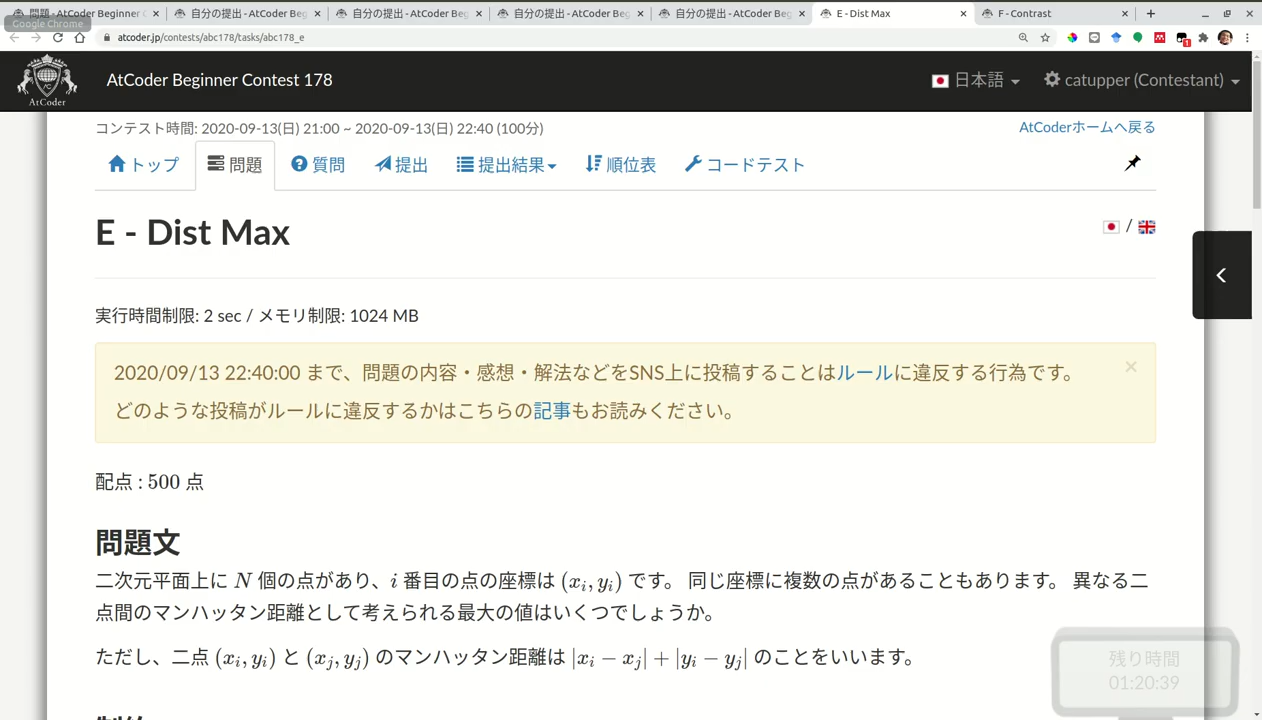 問題 - AtCoder Beginner C
自分の提出 - AtCoder Beg
自分の提出 - AtCoder Beg
自分の提出 - AtCoder Beg
自分の提出 - AtCoder Beg
E - Dist Max
F - Contrast
Google Chrome
atcoder.jp/contests/abc178/tasks/abc178_e
AtCoder
AtCoder Beginner Contest 178
日本語
catupper (Contestant)
コンテスト時間: 2020-09-13(日) 21:00 ~ 2020-09-13(日) 22:40 (100分)
AtCoderホームへ戻る
トップ
問題
質問
提出
提出結果
順位表
コードテスト
E - Dist Max
/
実行時間制限: 2 sec / メモリ制限: 1024 MB
2020/09/13 22:40:00 まで、問題の内容・感想・解法などをSNS上に投稿することはルールに違反する行為です。
どのような投稿がルールに違反するかはこちらの記事もお読みください。
配点 : 500 点
問題文
二次元平面上に N 個の点があり、i 番目の点の座標は (x_i, y_i) です。 同じ座標に複数の点があることもあります。 異なる二
点間のマンハッタン距離として考えられる最大の値はいくつでしょうか。
ただし、二点 (x_i, y_i) と (x_j, y_j) のマンハッタン距離は |x_i − x_j| + |y_i − y_j| のことをいいます。
残り時間
01:20:39